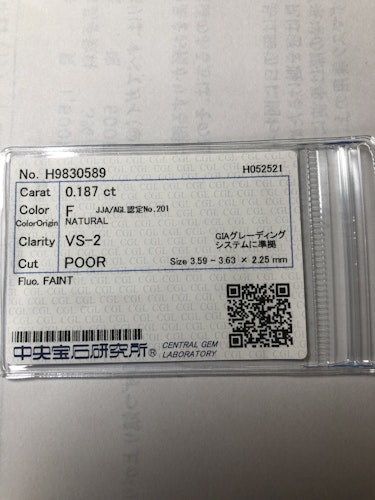 No. H9830589 H052521
Carat 0.187 ct
Color F JJA/AGL認定No.201
ColorOrigin NATURAL
Clarity VS-2 GIAグレーディング
システムに準拠
Cut POOR Size 3.59 - 3.63 × 2.25 mm
Fluo. FAINT
中央宝石研究所® CENTRAL GEM
LABORATORY